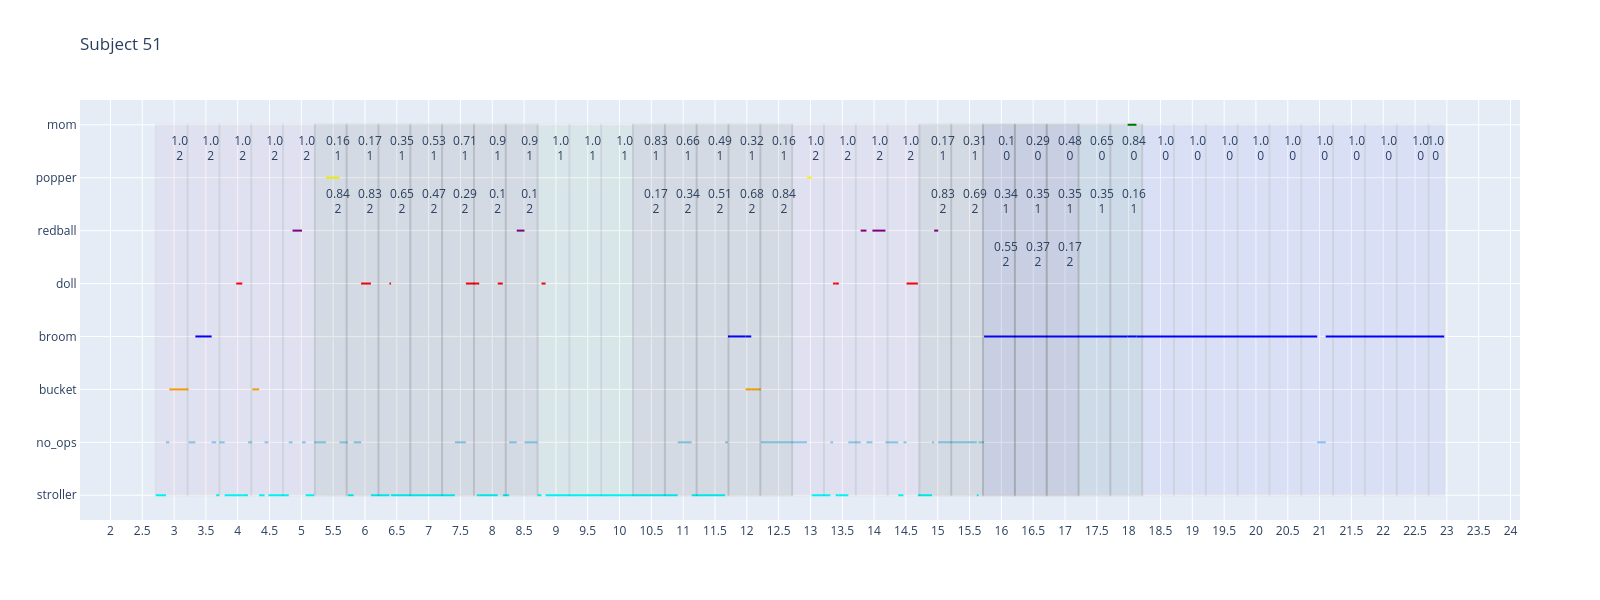 Subject 51
mom
1.0 1.0 1.0 1.0 1.0 0.16 0.17 0.35 0.53 0.71 0.9 0.9 1.0 1.0 1.0 0.83 0.66 0.49 0.32 0.16 1.0 1.0 1.0 1.0 0.17 0.31 0.1 0.29 0.48 0.65 0.84 1.0 1.0 1.0 1.0 1.0 1.0 1.0 1.0 1.0 1.0
2 2 2 2 2 1 1 1 1 1 1 1 1 1 1 1 1 1 1 1 2 2 2 2 1 1 0 0 0 0 0 0 0 0 0 0 0 0 0 0 0
popper
0.84 0.83 0.65 0.47 0.29 0.1 0.1 0.17 0.34 0.51 0.68 0.84 0.83 0.69 0.34 0.35 0.35 0.35 0.16
2 2 2 2 2 2 2 2 2 2 2 2 2 2 1 1 1 1 1
redball
0.55 0.37 0.17
2 2 2
doll
broom
bucket
no_ops
stroller
2 2.5 3 3.5 4 4.5 5 5.5 6 6.5 7 7.5 8 8.5 9 9.5 10 10.5 11 11.5 12 12.5 13 13.5 14 14.5 15 15.5 16 16.5 17 17.5 18 18.5 19 19.5 20 20.5 21 21.5 22 22.5 23 23.5 24